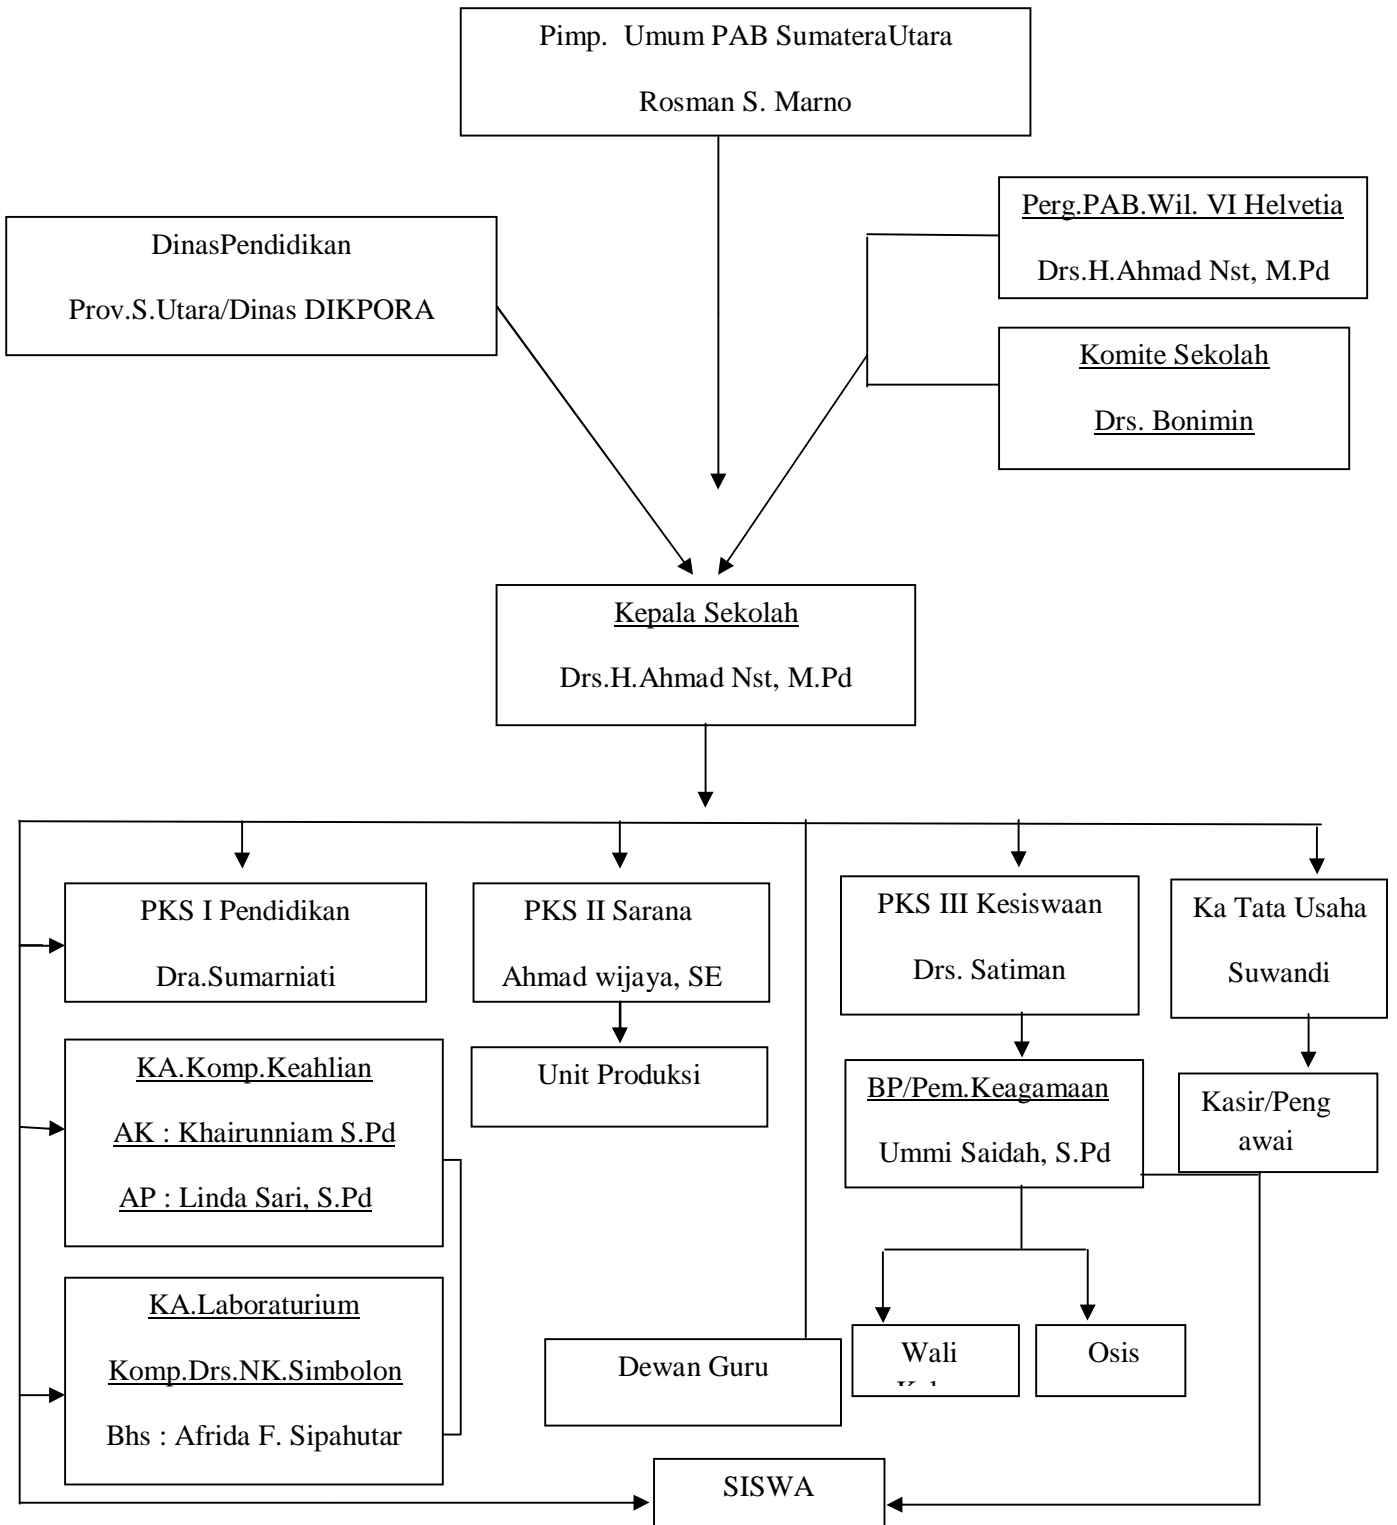 Pimp. Umum PAB SumateraUtara
Rosman S. Marno
Perg.PAB.Wil. VI Helvetia
Drs.H.Ahmad Nst, M.Pd
DinasPendidikan
Prov.S.Utara/Dinas DIKPORA
Komite Sekolah
Drs. Bonimin
Kepala Sekolah
Drs.H.Ahmad Nst, M.Pd
PKS I Pendidikan
Dra.Sumarniati
PKS II Sarana
Ahmad wijaya, SE
PKS III Kesiswaan
Drs. Satiman
Ka Tata Usaha
Suwandi
KA.Komp.Keahlian
AK : Khairunniam S.Pd
AP : Linda Sari, S.Pd
Unit Produksi
BP/Pem.Keagamaan
Ummi Saidah, S.Pd
Kasir/Peng
awai
KA.Laboraturium
Komp.Drs.NK.Simbolon
Bhs : Afrida F. Sipahutar
Dewan Guru
Wali
Osis
SISWA